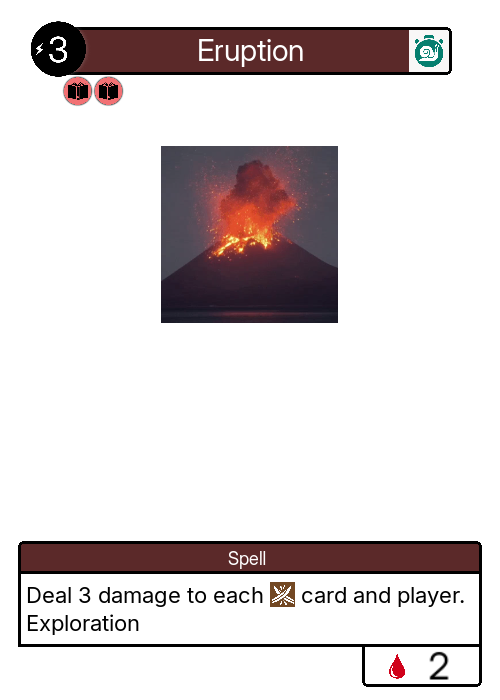 3
Eruption
Spell
Deal 3 damage to each card and player.
Exploration
2